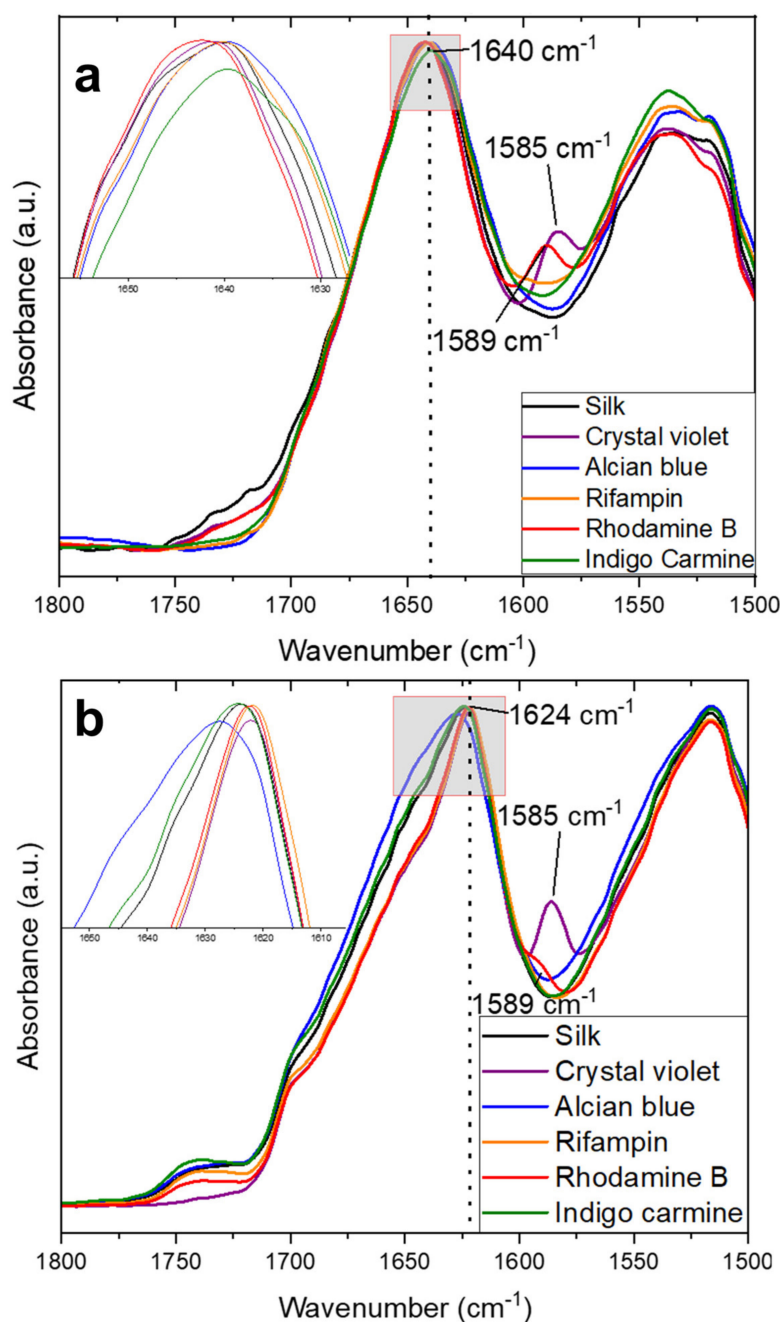 a
1640 cm⁻¹
1585 cm⁻¹
1589 cm⁻¹
1650 1640 1630
Absorbance (a.u.)
Silk
Crystal violet
Alcian blue
Rifampin
Rhodamine B
Indigo Carmine
1800 1750 1700 1650 1600 1550 1500
Wavenumber (cm⁻¹)
b
1624 cm⁻¹
1585 cm⁻¹
1589 cm⁻¹
1650 1640 1630 1620 1610
Absorbance (a.u.)
Silk
Crystal violet
Alcian blue
Rifampin
Rhodamine B
Indigo carmine
1800 1750 1700 1650 1600 1550 1500
Wavenumber (cm⁻¹)